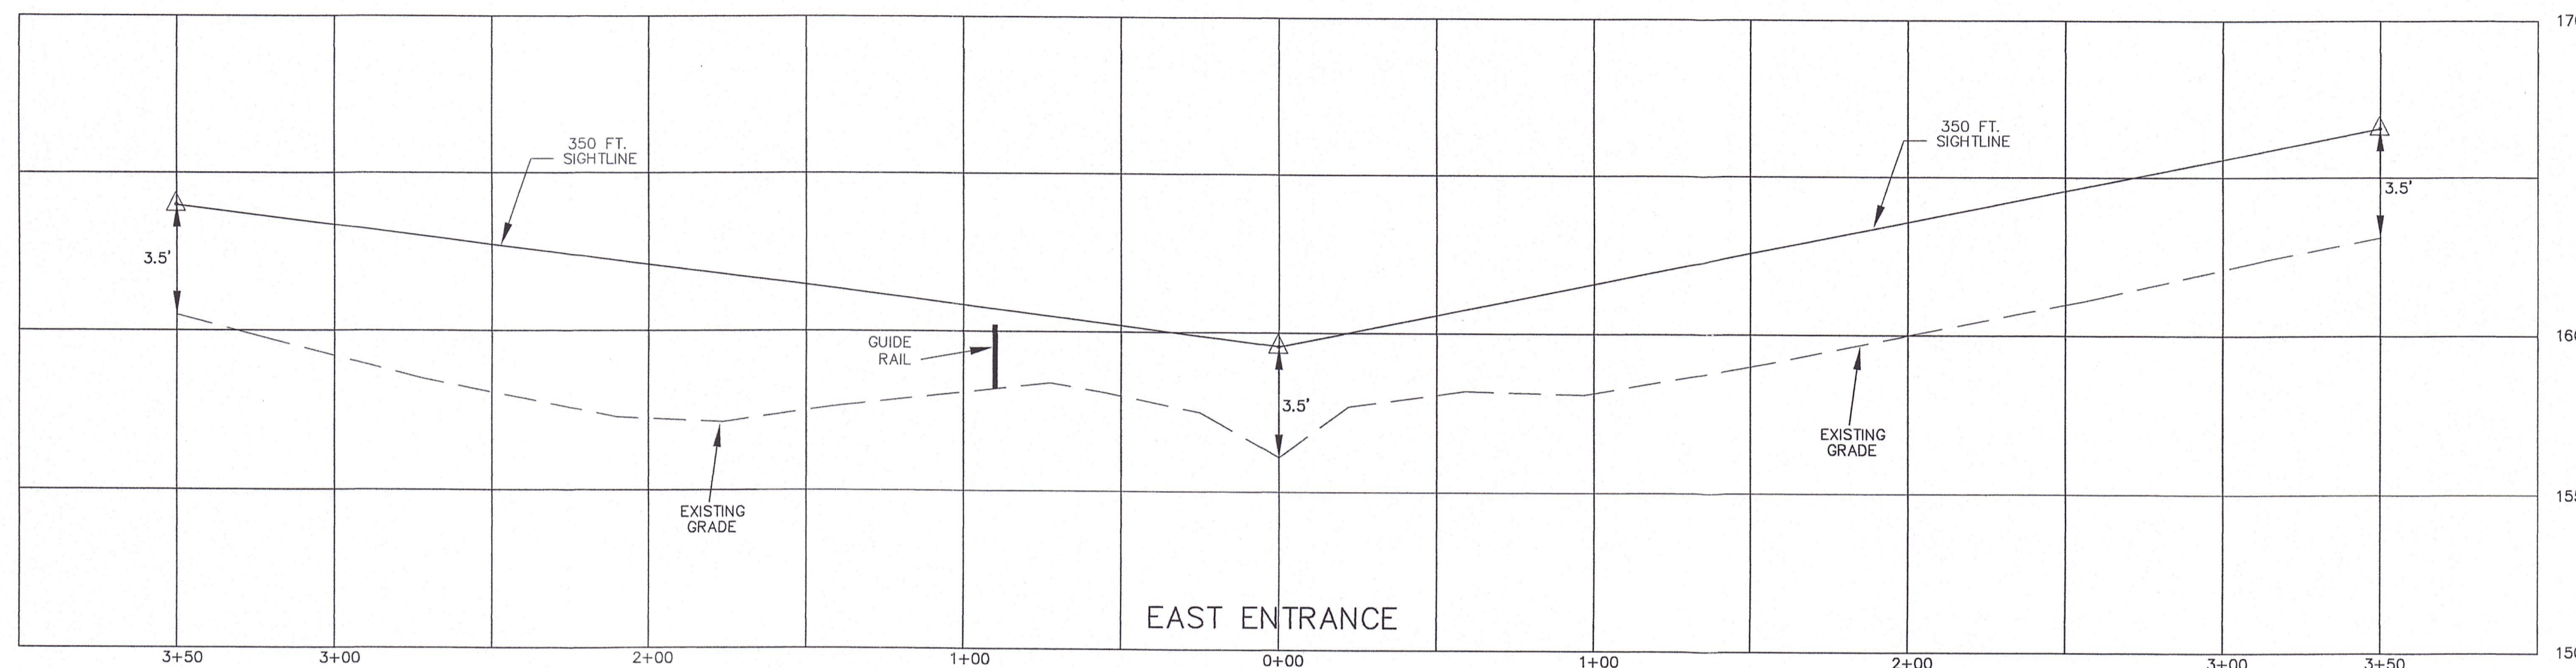 350 FT.
SIGHTLINE
350 FT.
SIGHTLINE
3.5'
3.5'
GUIDE
RAIL
3.5'
EXISTING
GRADE
EXISTING
GRADE
EAST ENTRANCE
3+50 3+00 2+00 1+00 0+00 1+00 2+00 3+00 3+50